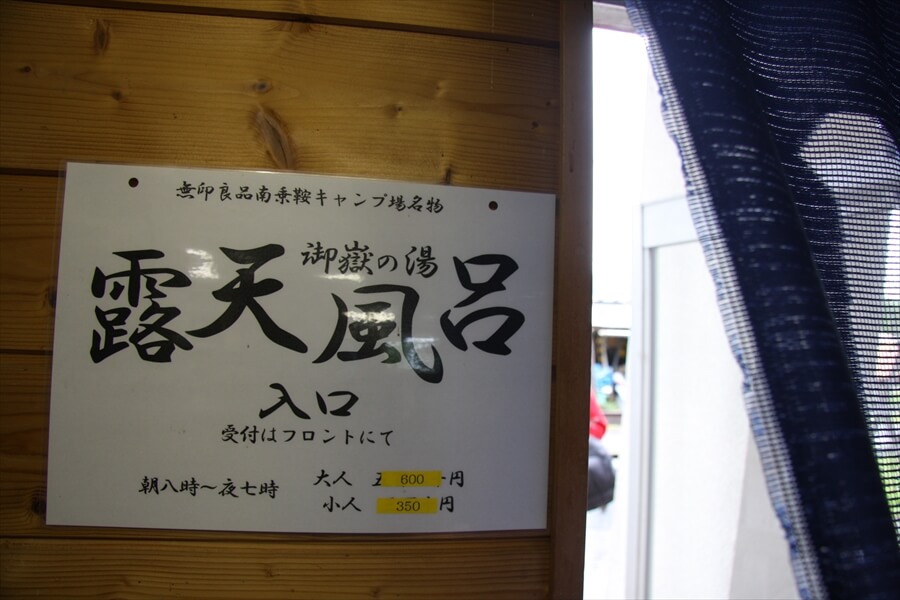 無印良品南乗鞍キャンプ場名物
御嶽の湯
露天風呂
入口
受付はフロントにて
朝八時～夜七時
大人 五 600 円
小人 350 円